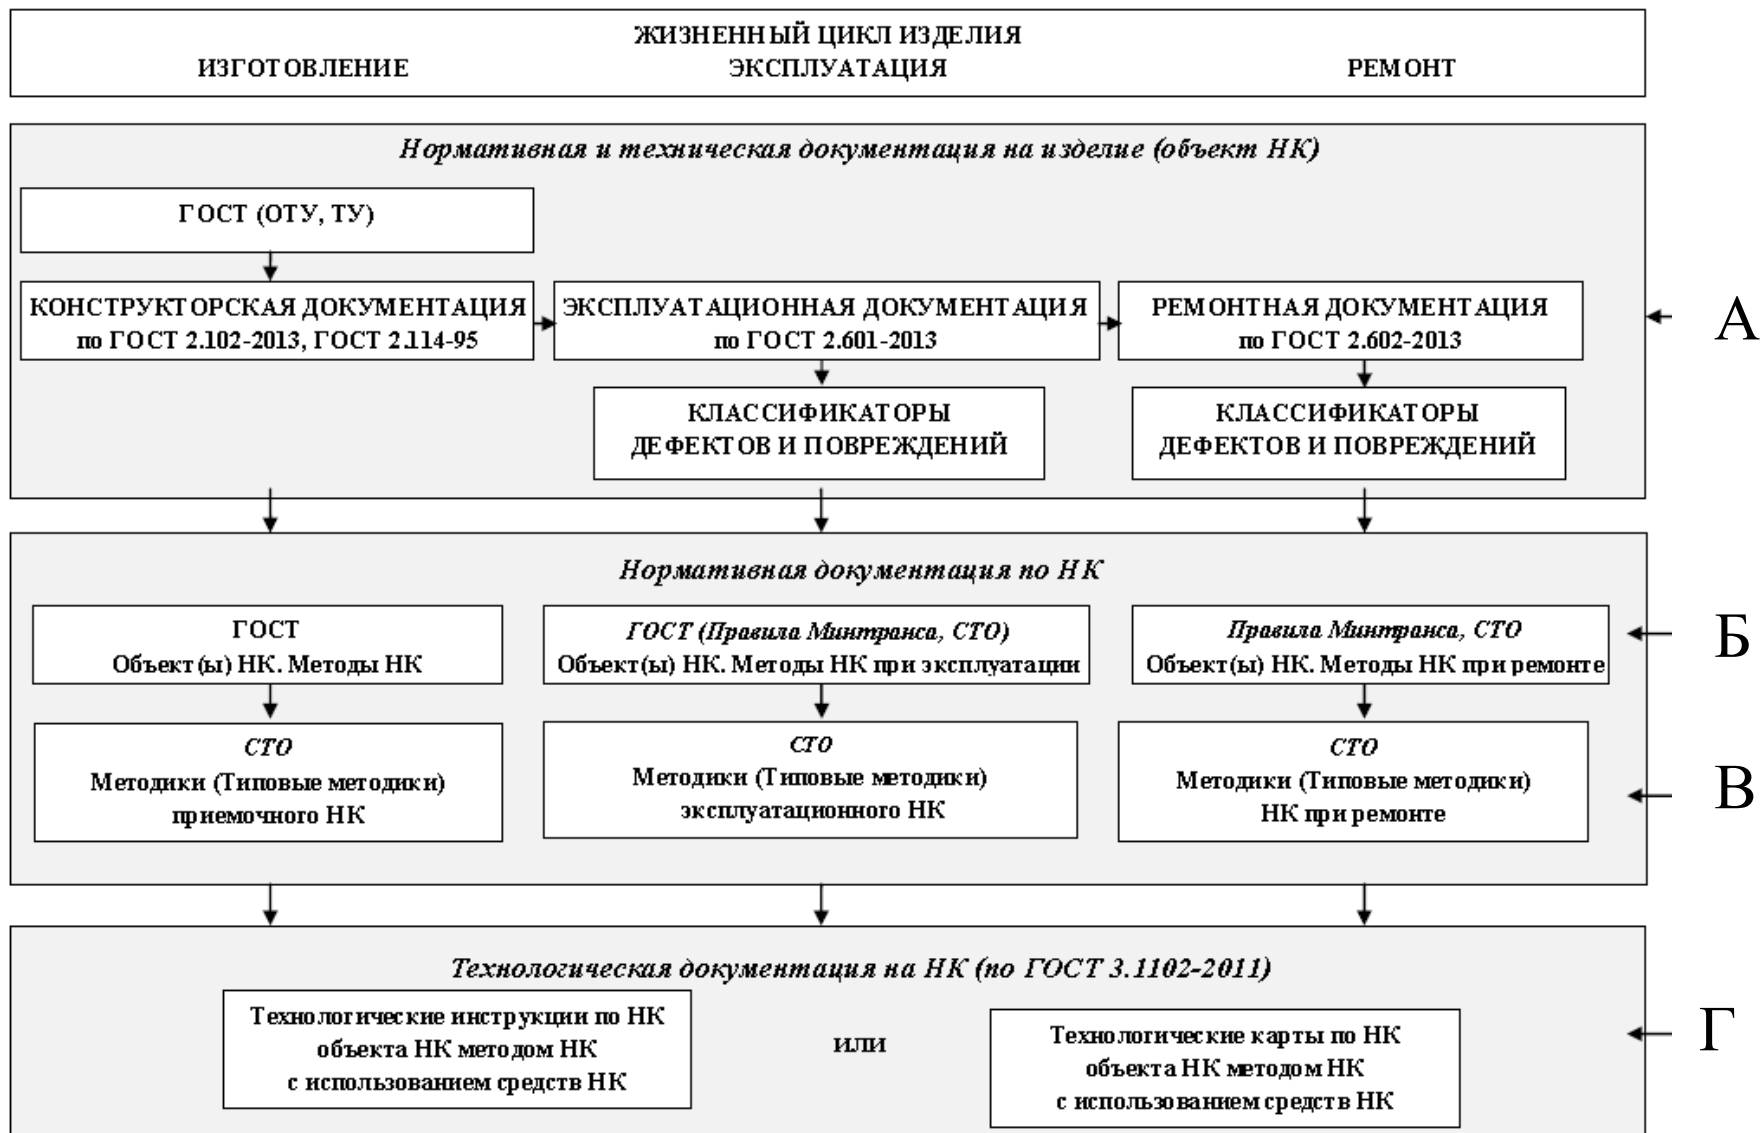 ЖИЗНЕННЫЙ ЦИКЛ ИЗДЕЛИЯ
ИЗГОТОВЛЕНИЕ ЭКСПЛУАТАЦИЯ РЕМОНТ
Нормативная и техническая документация на изделие (объект НК)
ГОСТ (ОТУ, ТУ)
КОНСТРУКТОРСКАЯ ДОКУМЕНТАЦИЯ
по ГОСТ 2.102-2013, ГОСТ 2.114-95
ЭКСПЛУАТАЦИОННАЯ ДОКУМЕНТАЦИЯ
по ГОСТ 2.601-2013
РЕМОНТНАЯ ДОКУМЕНТАЦИЯ
по ГОСТ 2.602-2013
А
КЛАССИФИКАТОРЫ
ДЕФЕКТОВ И ПОВРЕЖДЕНИЙ
КЛАССИФИКАТОРЫ
ДЕФЕКТОВ И ПОВРЕЖДЕНИЙ
Нормативная документация по НК
ГОСТ
Объект(ы) НК. Методы НК
ГОСТ (Правила Минтранса, СТО)
Объект(ы) НК. Методы НК при эксплуатации
Правила Минтранса, СТО
Объект(ы) НК. Методы НК при ремонте
Б
СТО
Методики (Типовые методики)
приемочного НК
СТО
Методики (Типовые методики)
эксплуатационного НК
СТО
Методики (Типовые методики)
НК при ремонте
В
Технологическая документация на НК (по ГОСТ 3.1102-2011)
Технологические инструкции по НК
объекта НК методом НК
с использованием средств НК
или
Технологические карты по НК
объекта НК методом НК
с использованием средств НК
Г